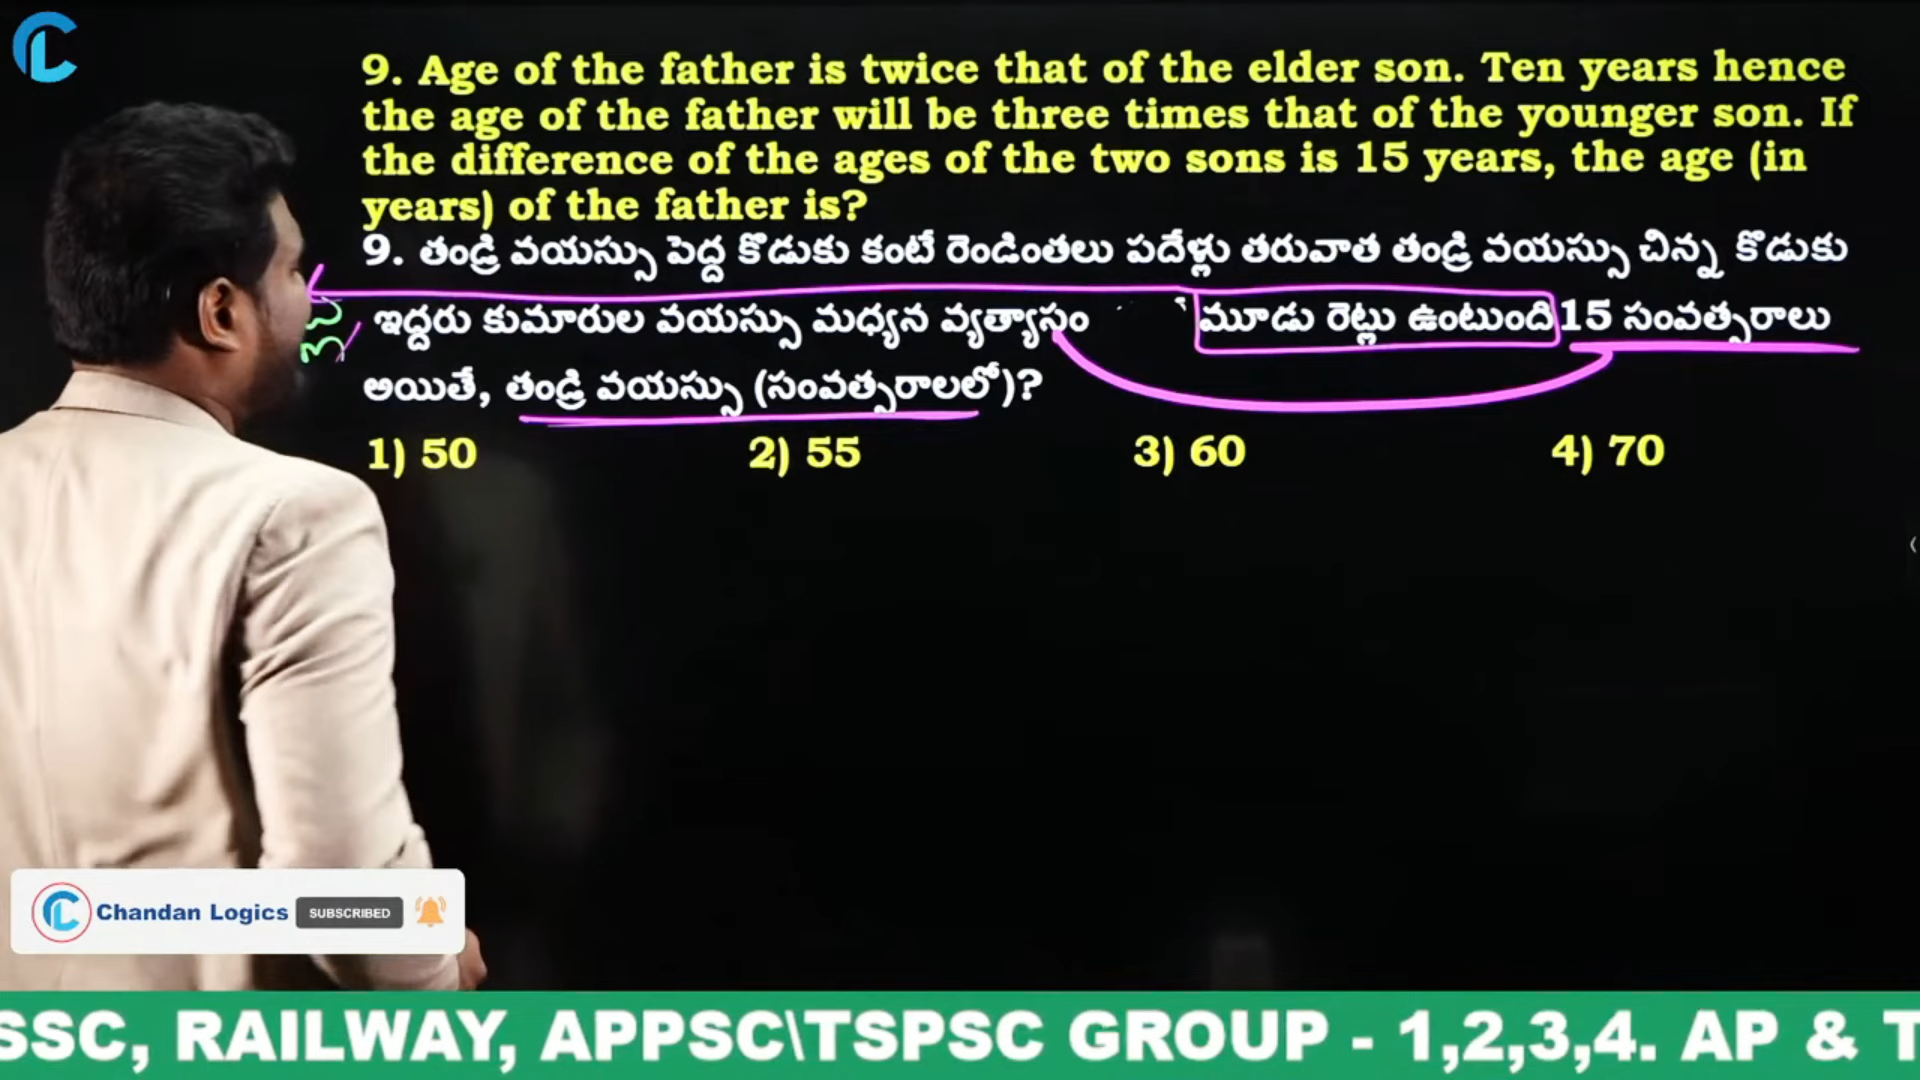 9. Age of the father is twice that of the elder son. Ten years hence
the age of the father will be three times that of the younger son. If
the difference of the ages of the two sons is 15 years, the age (in
years) of the father is?
9. తండ్రి వయస్సు పెద్ద కొడుకు కంటే రెండింతలు పదేళ్లు తరువాత తండ్రి వయస్సు చిన్న కొడుకు
ఇద్దరు కుమారుల వయస్సు మధ్యన వ్యత్యాసం మూడు రెట్లు ఉంటుంది 15 సంవత్సరాలు
అయితే, తండ్రి వయస్సు (సంవత్సరాలలో)?
1) 50 2) 55 3) 60 4) 70
Chandan Logics SUBSCRIBED
SSC, RAILWAY, APPSC\TSPSC GROUP - 1,2,3,4. AP & T